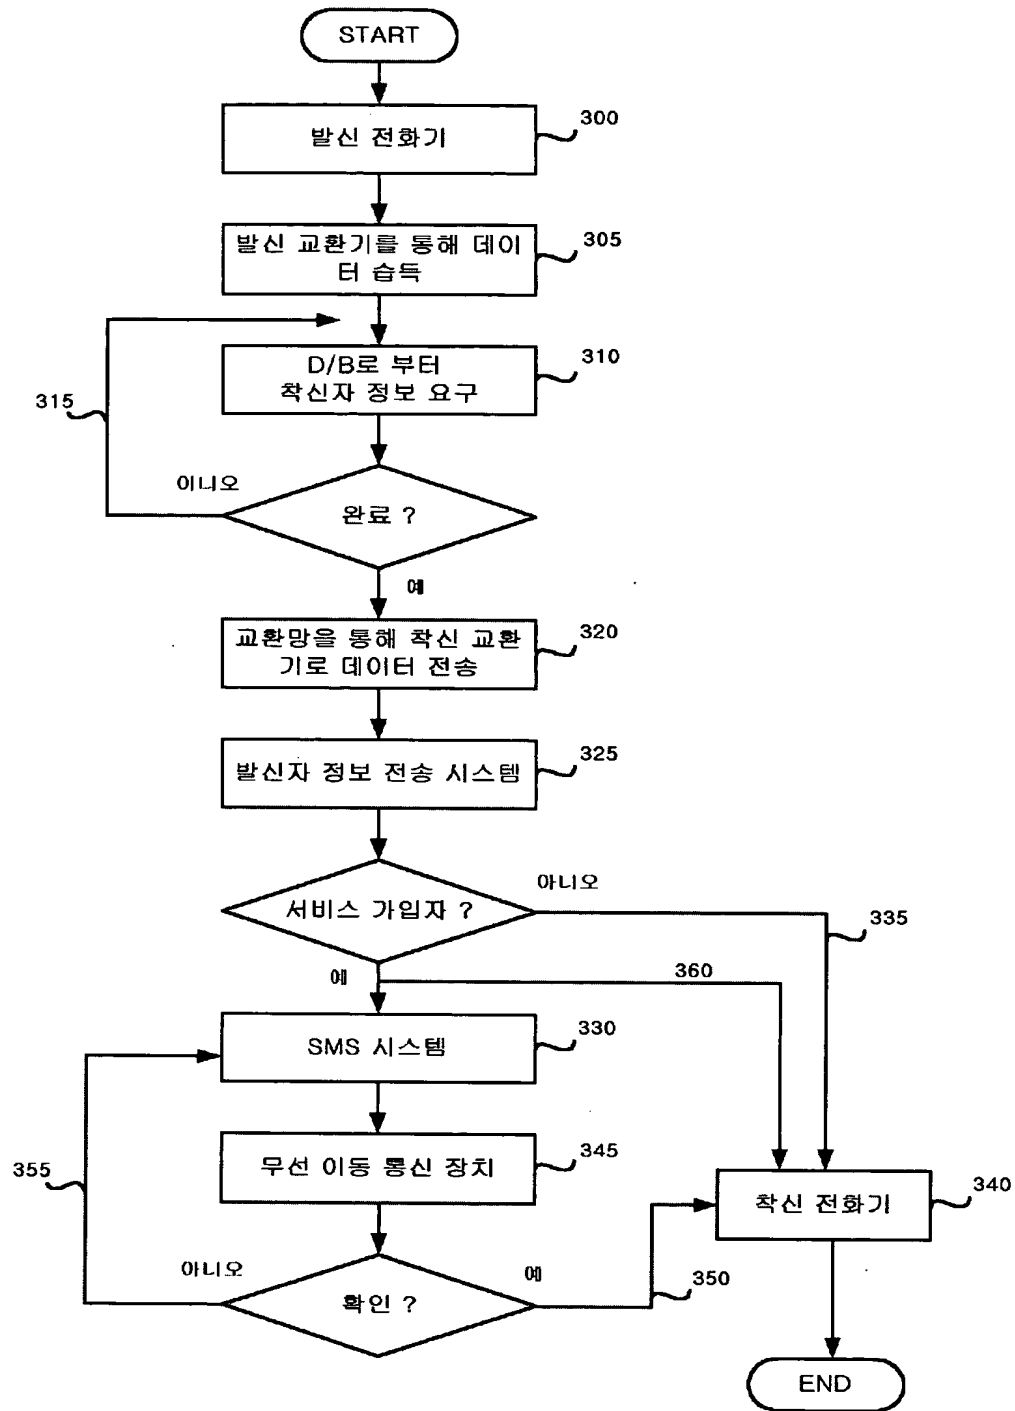 START
발신 전화기
300
발신 교환기를 통해 데이
터 습득
305
D/B로 부터
착신자 정보 요구
310
315
이니오
완료 ?
예
교환망을 통해 착신 교환
기로 데이터 전송
320
발신자 정보 전송 시스템
325
서비스 가입자 ?
아니오
335
예
360
SMS 시스템
330
355
무선 이동 통신 장치
345
착신 전화기
340
아니오
확인 ?
예
350
END